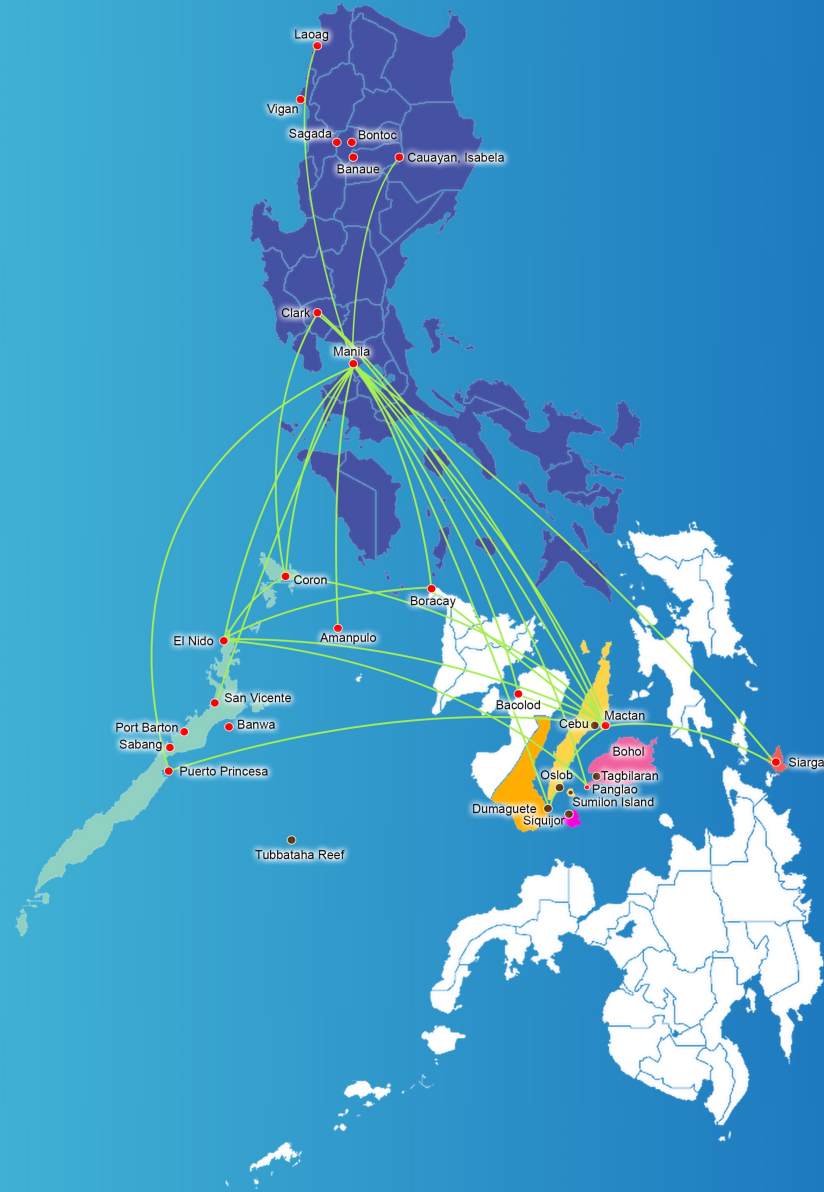 Laoag
Vigan
Sagada
Bontoc
Banaue
Cauayan, Isabela
Clark
Manila
Coron
Boracay
El Nido
Amanpulo
San Vicente
Bacolod
Port Barton
Banwa
Cebu
Mactan
Sabang
Bohol
Puerto Princesa
Oslob
Tagbilaran
Siarga
Panglao
Sumilon Island
Dumaguete
Siquijor
Tubbataha Reef